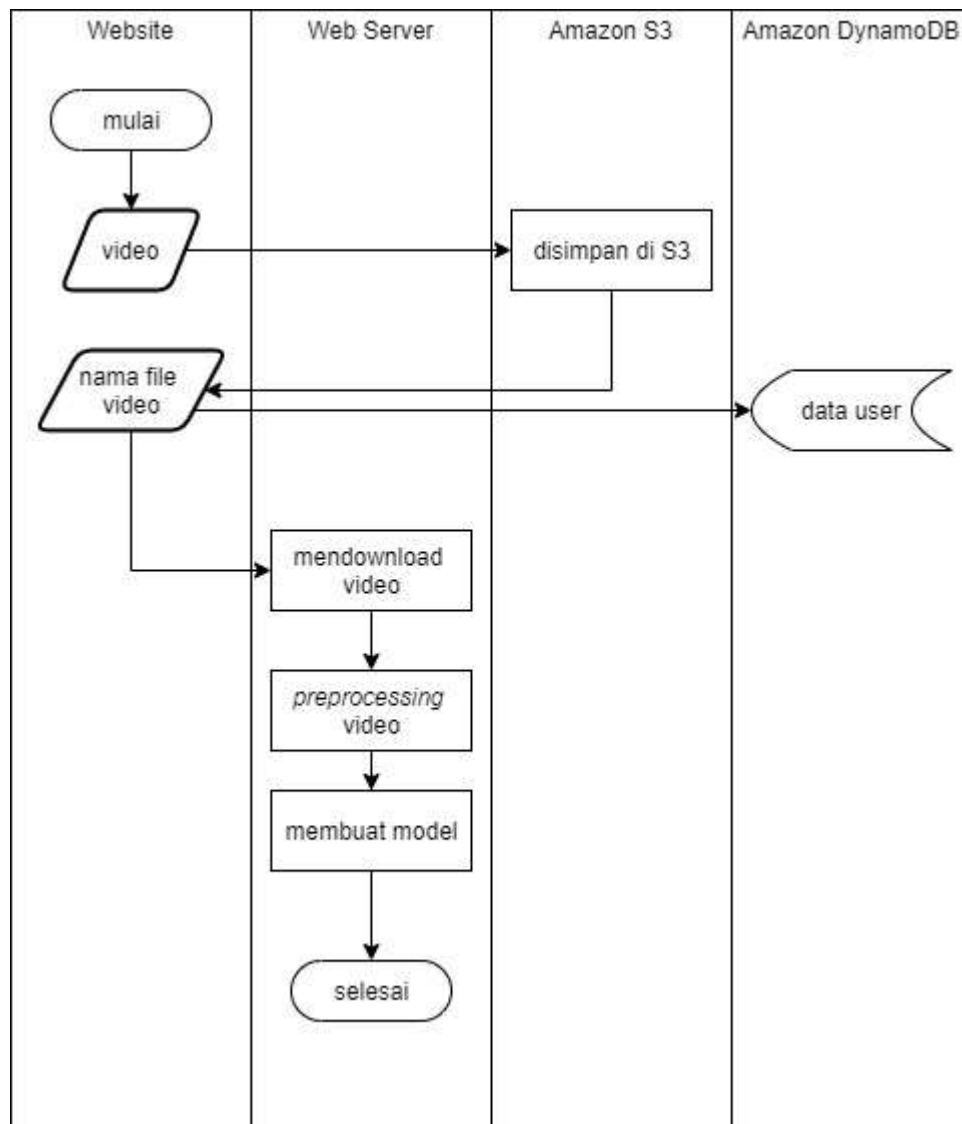 Website
Web Server
Amazon S3
Amazon DynamoDB
mulai
video
disimpan di S3
nama file
video
data user
mendownload
video
preprocessing
video
membuat model
selesai